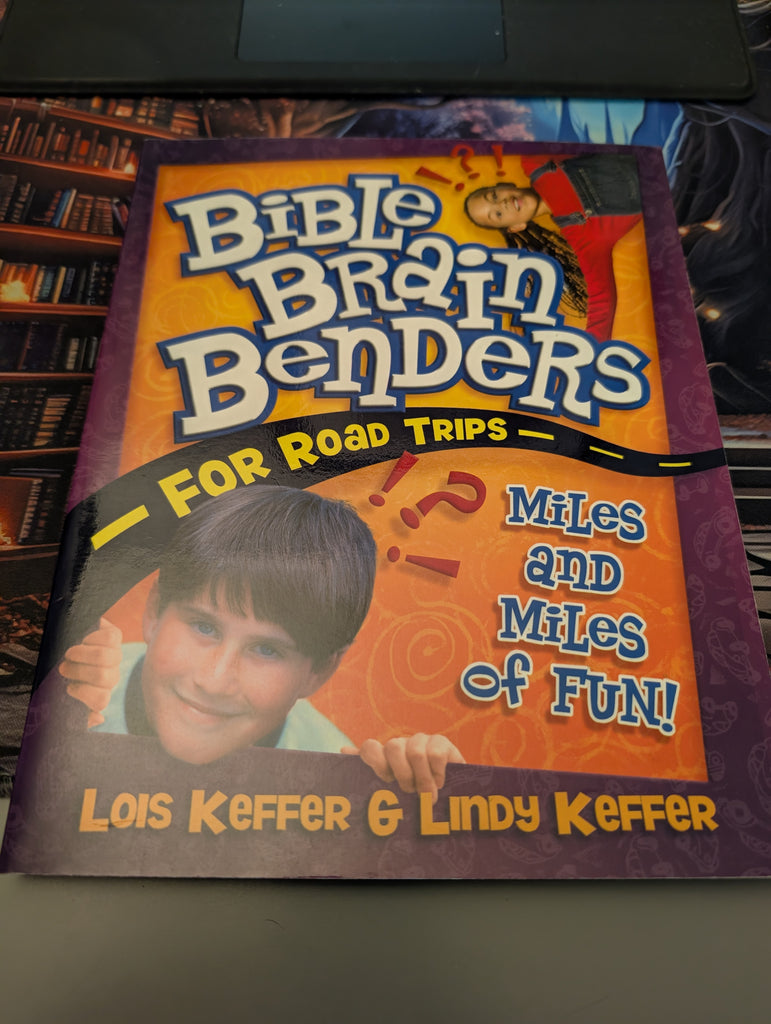 BiBLe
BRain
BenDeRS
FOR ROAD TRIPS
MiLes
anD
MiLes
of FUN!
LOIS KEFFER & LINDY KEFFER